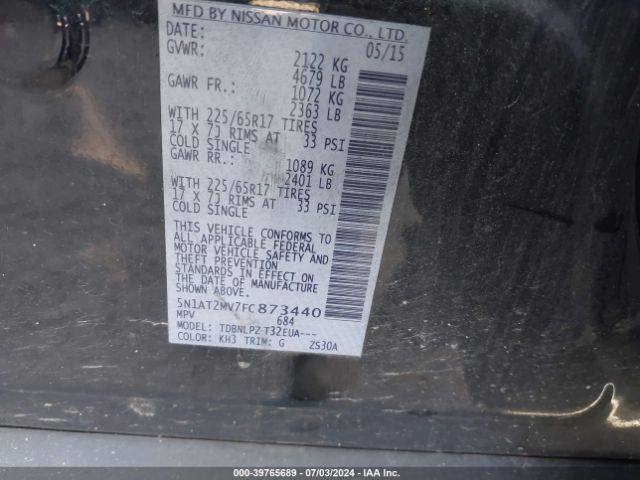 MFD BY NISSAN MOTOR CO., LTD.
DATE: 05/15
GVWR: 2122 KG
4679 LB
GAWR FR.: 1072 KG
2363 LB
WITH 225/65R17 TIRES
17 X 7J RIMS AT 33 PSI
COLD SINGLE
GAWR RR.: 1089 KG
2401 LB
WITH 225/65R17 TIRES
17 X 7J RIMS AT 33 PSI
COLD SINGLE
THIS VEHICLE CONFORMS TO
ALL APPLICABLE FEDERAL
MOTOR VEHICLE SAFETY AND
THEFT PREVENTION
STANDARDS IN EFFECT ON
THE DATE OF MANUFACTURE
SHOWN ABOVE.
5N1AT2MV7FC873440
MPV 684
MODEL: TDBNLPZ T32EUA---
COLOR: KH3 TRIM: G ZS30A
000-39765689 - 07/03/2024 - IAA Inc.